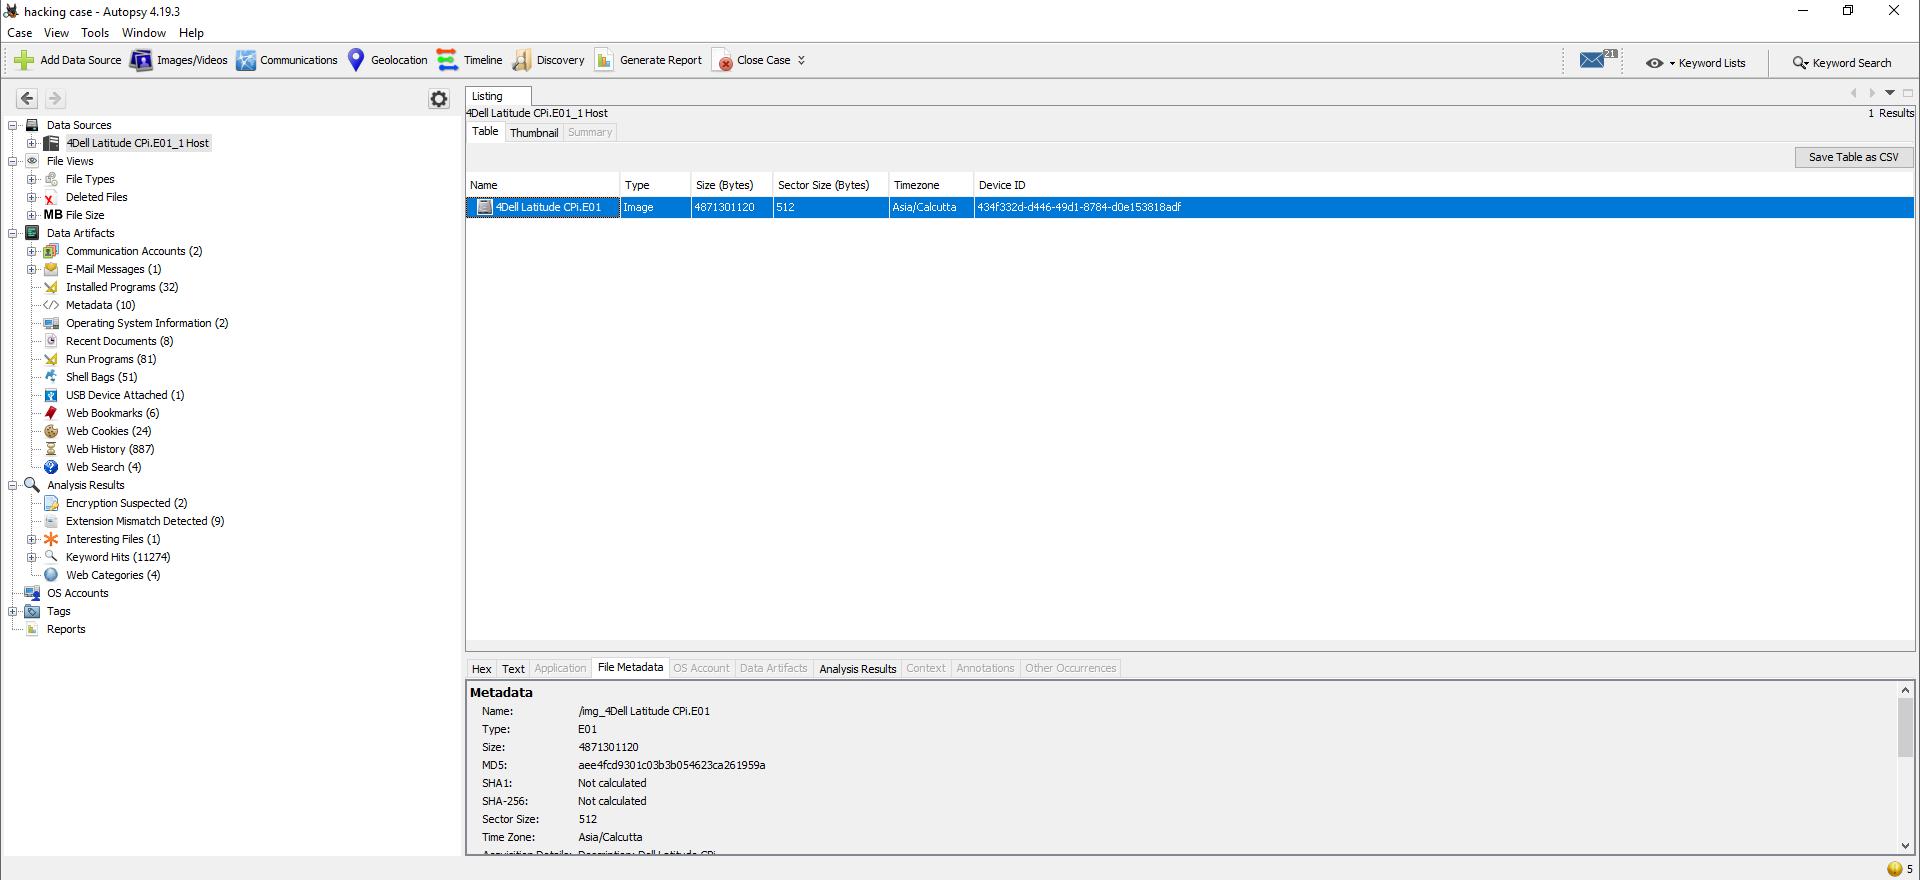 hacking case - Autopsy 4.19.3
Case View Tools Window Help
Add Data Source Images/Videos Communications Geolocation Timeline Discovery Generate Report Close Case 21 Keyword Lists Keyword Search
Data Sources
4Dell Latitude CPi.E01_1 Host
File Views
File Types
Deleted Files
MB File Size
Data Artifacts
Communication Accounts (2)
E-Mail Messages (1)
Installed Programs (32)
Metadata (10)
Operating System Information (2)
Recent Documents (8)
Run Programs (81)
Shell Bags (51)
USB Device Attached (1)
Web Bookmarks (6)
Web Cookies (24)
Web History (887)
Web Search (4)
Analysis Results
Encryption Suspected (2)
Extension Mismatch Detected (9)
Interesting Files (1)
Keyword Hits (11274)
Web Categories (4)
OS Accounts
Tags
Reports
Listing
4Dell Latitude CPi.E01_1 Host
1 Results
Table Thumbnail Summary
Save Table as CSV
Name Type Size (Bytes) Sector Size (Bytes) Timezone Device ID
4Dell Latitude CPi.E01 Image 4871301120 512 Asia/Calcutta 434f332d-d446-49d1-8784-d0e153818adf
Hex Text Application File Metadata OS Account Data Artifacts Analysis Results Context Annotations Other Occurrences
Metadata
Name: /img_4Dell Latitude CPi.E01
Type: E01
Size: 4871301120
MD5: aee4fcd9301c03b3b054623ca261959a
SHA1: Not calculated
SHA-256: Not calculated
Sector Size: 512
Time Zone: Asia/Calcutta
Acquisition Details: Description: Dell Latitude CPi
5